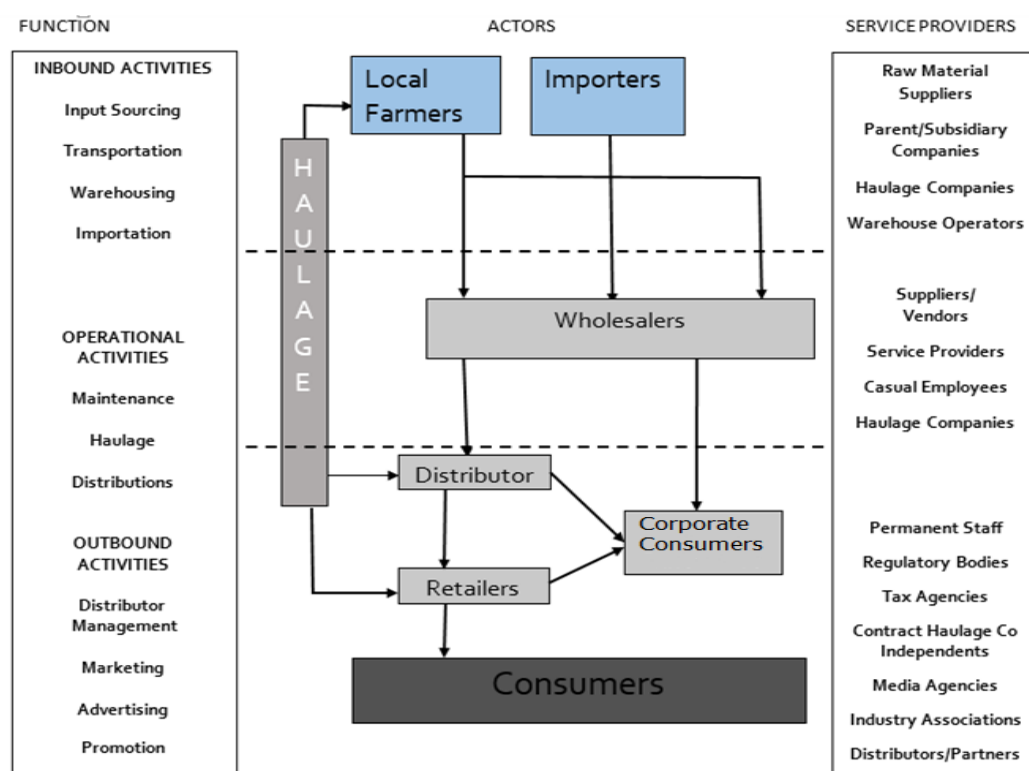 FUNCTION
ACTORS
SERVICE PROVIDERS
INBOUND ACTIVITIES
Input Sourcing
Transportation
Warehousing
Importation
OPERATIONAL
ACTIVITIES
Maintenance
Haulage
Distributions
OUTBOUND
ACTIVITIES
Distributor
Management
Marketing
Advertising
Promotion
HAULAGE
Local
Farmers
Importers
Wholesalers
Distributor
Corporate
Consumers
Retailers
Consumers
Raw Material
Suppliers
Parent/Subsidiary
Companies
Haulage Companies
Warehouse Operators
Suppliers/
Vendors
Service Providers
Casual Employees
Haulage Companies
Permanent Staff
Regulatory Bodies
Tax Agencies
Contract Haulage Co
Independents
Media Agencies
Industry Associations
Distributors/Partners